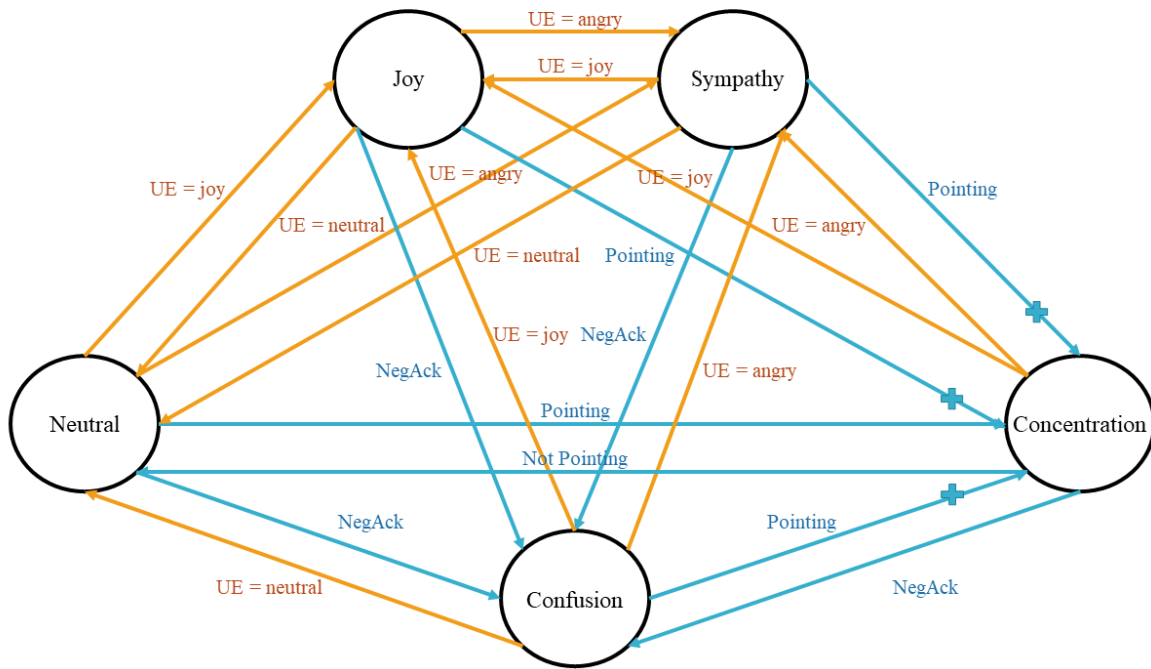 UE = angry
Joy
UE = joy
Sympathy
UE = joy
UE = angry
UE = joy
Pointing
UE = neutral
UE = angry
UE = neutral
Pointing
UE = joy
NegAck
NegAck
UE = angry
Neutral
Pointing
Concentration
Not Pointing
NegAck
Pointing
UE = neutral
Confusion
NegAck